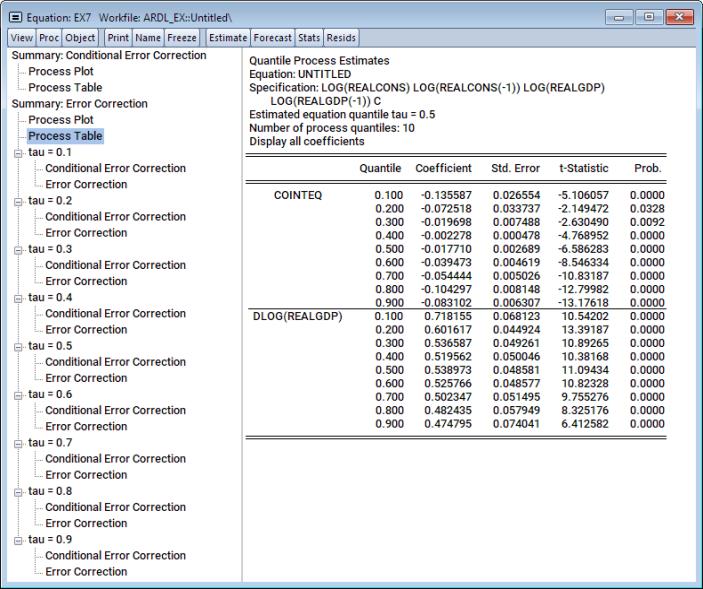 Equation: EX7 Workfile: ARDL_EX::Untitled\
View Proc Object Print Name Freeze Estimate Forecast Stats Resids
Summary: Conditional Error Correction
Process Plot
Process Table
Summary: Error Correction
Process Plot
Process Table
tau = 0.1
Conditional Error Correction
Error Correction
tau = 0.2
Conditional Error Correction
Error Correction
tau = 0.3
Conditional Error Correction
Error Correction
tau = 0.4
Conditional Error Correction
Error Correction
tau = 0.5
Conditional Error Correction
Error Correction
tau = 0.6
Conditional Error Correction
Error Correction
tau = 0.7
Conditional Error Correction
Error Correction
tau = 0.8
Conditional Error Correction
Error Correction
tau = 0.9
Conditional Error Correction
Error Correction
Quantile Process Estimates
Equation: UNTITLED
Specification: LOG(REALCONS) LOG(REALCONS(-1)) LOG(REALGDP)
LOG(REALGDP(-1)) C
Estimated equation quantile tau = 0.5
Number of process quantiles: 10
Display all coefficients
Quantile Coefficient Std. Error t-Statistic Prob.
COINTEQ 0.100 -0.135587 0.026554 -5.106057 0.0000
0.200 -0.072518 0.033737 -2.149472 0.0328
0.300 -0.019698 0.007488 -2.630490 0.0092
0.400 -0.002278 0.000478 -4.768952 0.0000
0.500 -0.017710 0.002689 -6.586283 0.0000
0.600 -0.039473 0.004619 -8.546334 0.0000
0.700 -0.054444 0.005026 -10.83187 0.0000
0.800 -0.104297 0.008148 -12.79982 0.0000
0.900 -0.083102 0.006307 -13.17618 0.0000
DLOG(REALGDP) 0.100 0.718155 0.068123 10.54202 0.0000
0.200 0.601617 0.044924 13.39187 0.0000
0.300 0.536587 0.049261 10.89265 0.0000
0.400 0.519562 0.050046 10.38168 0.0000
0.500 0.538973 0.048581 11.09434 0.0000
0.600 0.525766 0.048577 10.82328 0.0000
0.700 0.502347 0.051495 9.755276 0.0000
0.800 0.482435 0.057949 8.325176 0.0000
0.900 0.474795 0.074041 6.412582 0.0000